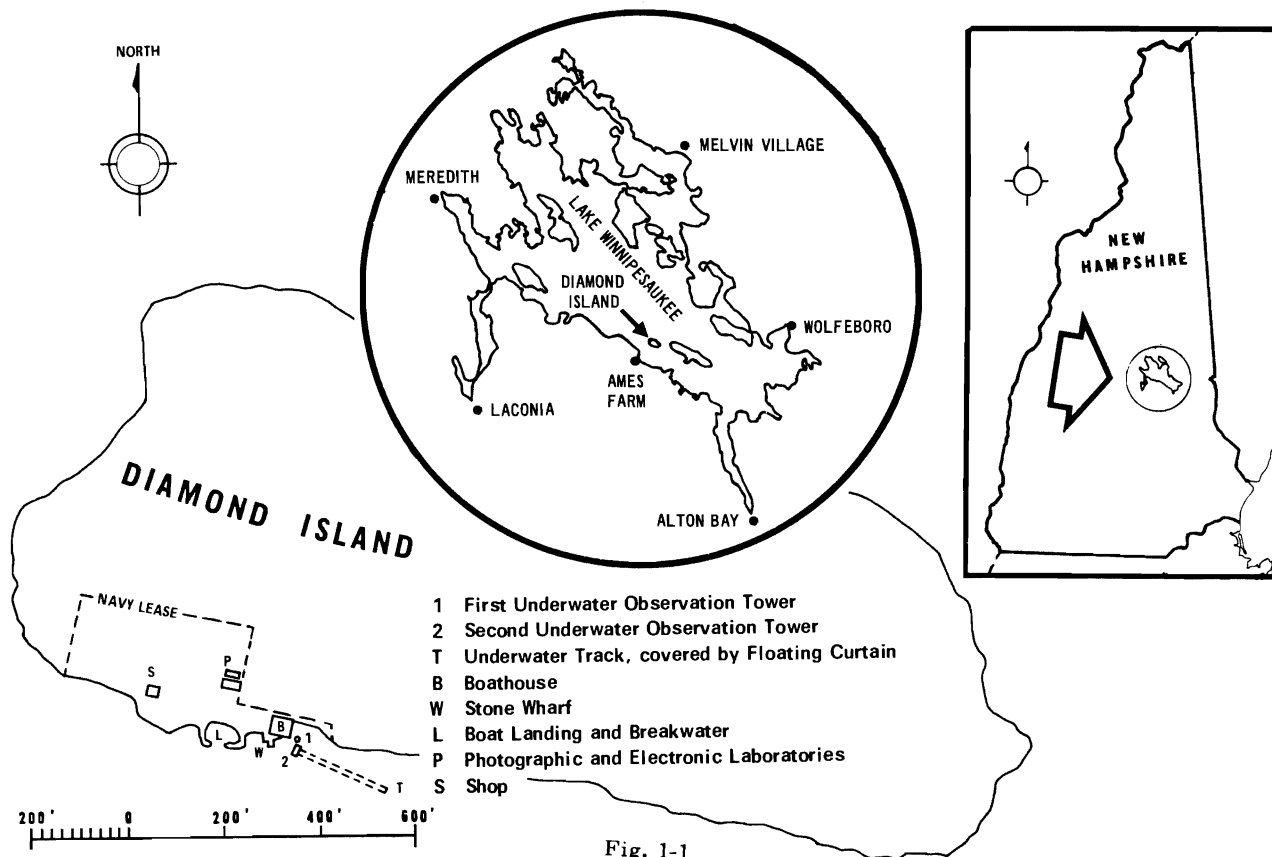 NORTH
MELVIN VILLAGE
MEREDITH
LAKE WINNIPESAUKEE
DIAMOND
ISLAND
WOLFEBORO
AMES
FARM
LACONIA
ALTON BAY
NEW
HAMPSHIRE
DIAMOND ISLAND
NAVY LEASE
P
S
B
L
W
1
2
T
1 First Underwater Observation Tower
2 Second Underwater Observation Tower
T Underwater Track, covered by Floating Curtain
B Boathouse
W Stone Wharf
L Boat Landing and Breakwater
P Photographic and Electronic Laboratories
S Shop
200' 0 200' 400' 600'
Fig. 1-1